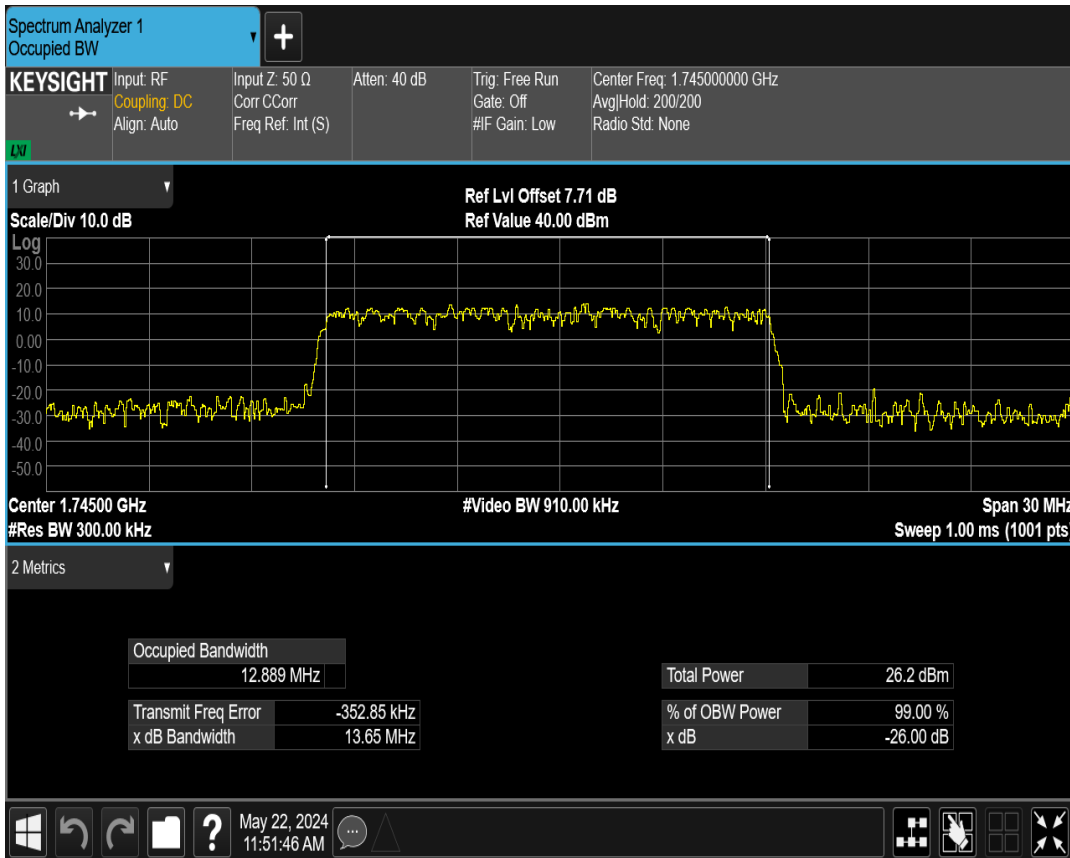 Spectrum Analyzer 1
Occupied BW
+
KEYSIGHT
LXI
Input: RF
Coupling: DC
Align: Auto
Input Z: 50 Ω
Corr CCorr
Freq Ref: Int (S)
Atten: 40 dB
Trig: Free Run
Gate: Off
#IF Gain: Low
Center Freq: 1.745000000 GHz
Avg|Hold: 200/200
Radio Std: None
1 Graph
Scale/Div 10.0 dB
Ref Lvl Offset 7.71 dB
Ref Value 40.00 dBm
Log
30.0
20.0
10.0
0.00
-10.0
-20.0
-30.0
-40.0
-50.0
Center 1.74500 GHz
#Res BW 300.00 kHz
#Video BW 910.00 kHz
Span 30 MHz
Sweep 1.00 ms (1001 pts)
2 Metrics
Occupied Bandwidth
12.889 MHz
Transmit Freq Error -352.85 kHz
x dB Bandwidth 13.65 MHz
Total Power 26.2 dBm
% of OBW Power 99.00 %
x dB -26.00 dB
?
May 22, 2024
11:51:46 AM